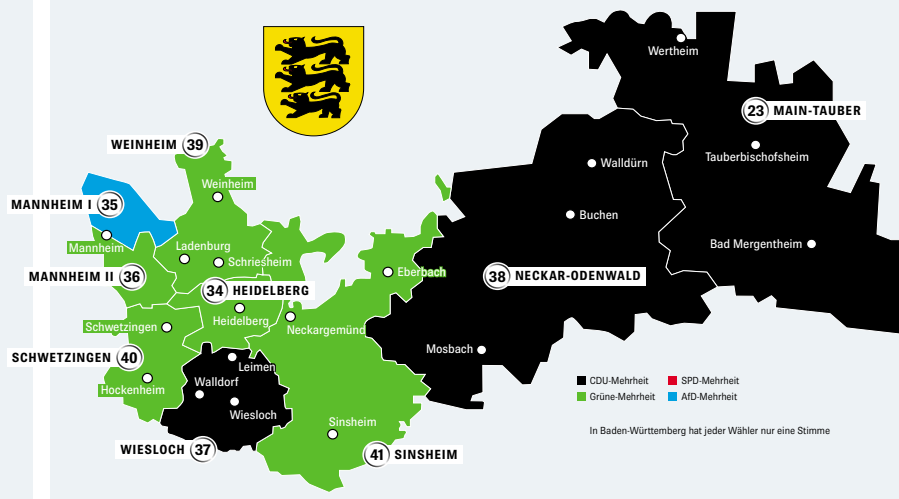 Wertheim
23 MAIN-TAUBER
Tauberbischofsheim
WEINHEIM 39
Walldürn
Weinheim
MANNHEIM I 35
Buchen
Mannheim
Ladenburg
Schriesheim
Bad Mergentheim
MANNHEIM II 36
Eberbach
38 NECKAR-ODENWALD
34 HEIDELBERG
Heidelberg
Neckargemünd
Schwetzingen
SCHWETZINGEN 40
Mosbach
Leimen
Hockenheim
Walldorf
Wiesloch
CDU-Mehrheit
SPD-Mehrheit
Grüne-Mehrheit
AfD-Mehrheit
Sinsheim
In Baden-Württemberg hat jeder Wähler nur eine Stimme
WIESLOCH 37
41 SINSHEIM